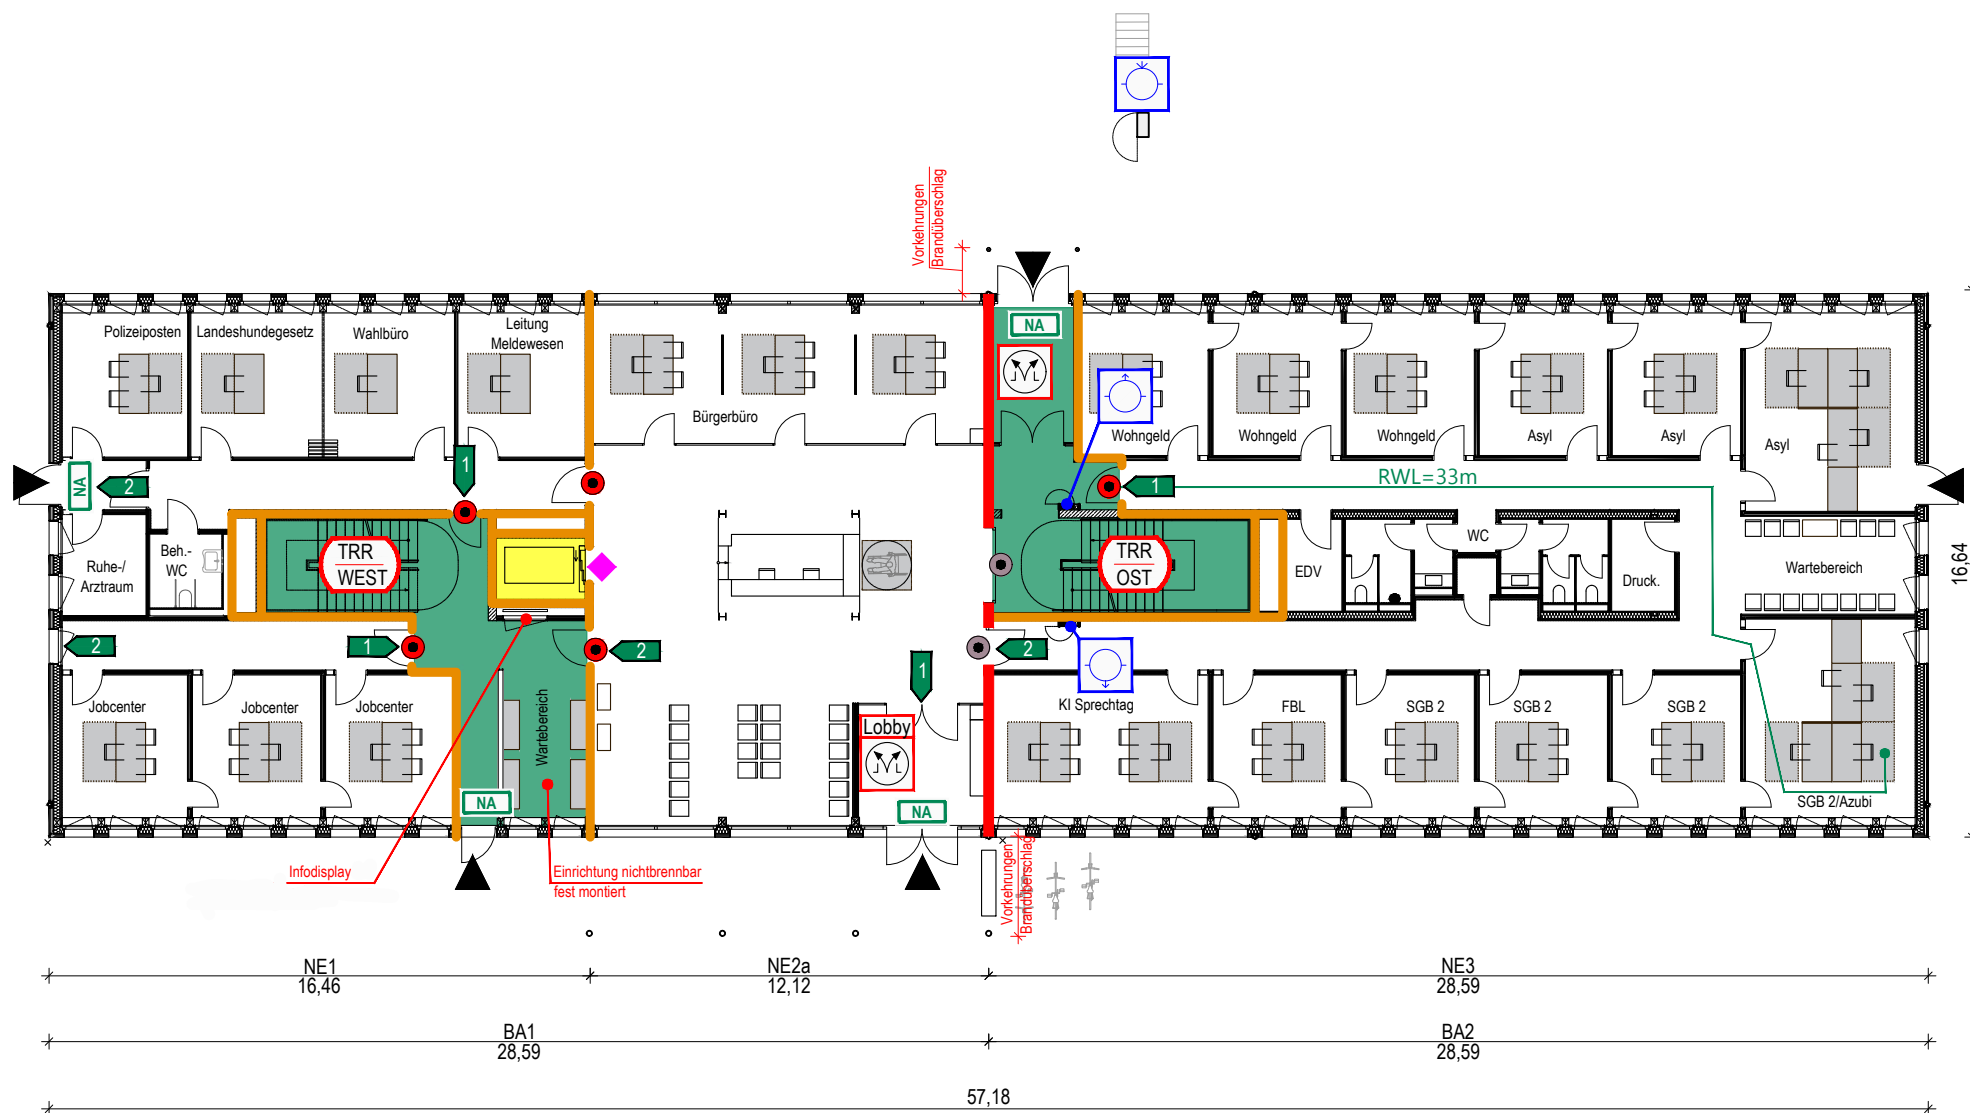 Vorkehrungen
Brandüberschlag
Polizeiposten
Landeshundegesetz
Wahlbüro
Leitung
Meldewesen
Bürgerbüro
NA
Wohngeld
Wohngeld
Wohngeld
Asyl
Asyl
Asyl
1
NA
2
1
RWL=33m
Ruhe-/
Arztraum
Beh.-
WC
TRR
WEST
TRR
OST
EDV
WC
Druck.
Wartebereich
16,64
2
1
2
2
1
Jobcenter
Jobcenter
Jobcenter
Wartebereich
Lobby
KI Sprechtag
FBL
SGB 2
SGB 2
SGB 2
SGB 2/Azubi
NA
NA
Infodisplay
Einrichtung nichtbrennbar
fest montiert
Vorkehrungen
Brandüberschlag
NE1
16,46
NE2a
12,12
NE3
28,59
BA1
28,59
BA2
28,59
57,18